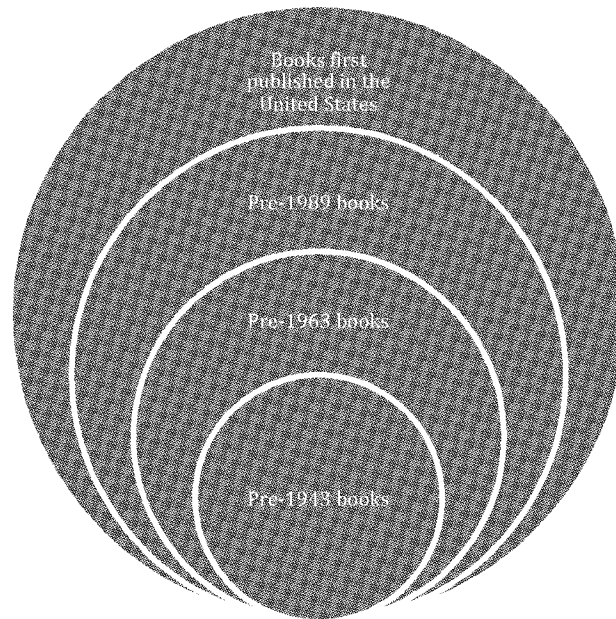 Books first
published in the
United States
Pre-1989 books
Pre-1963 books
Pre-1943 books